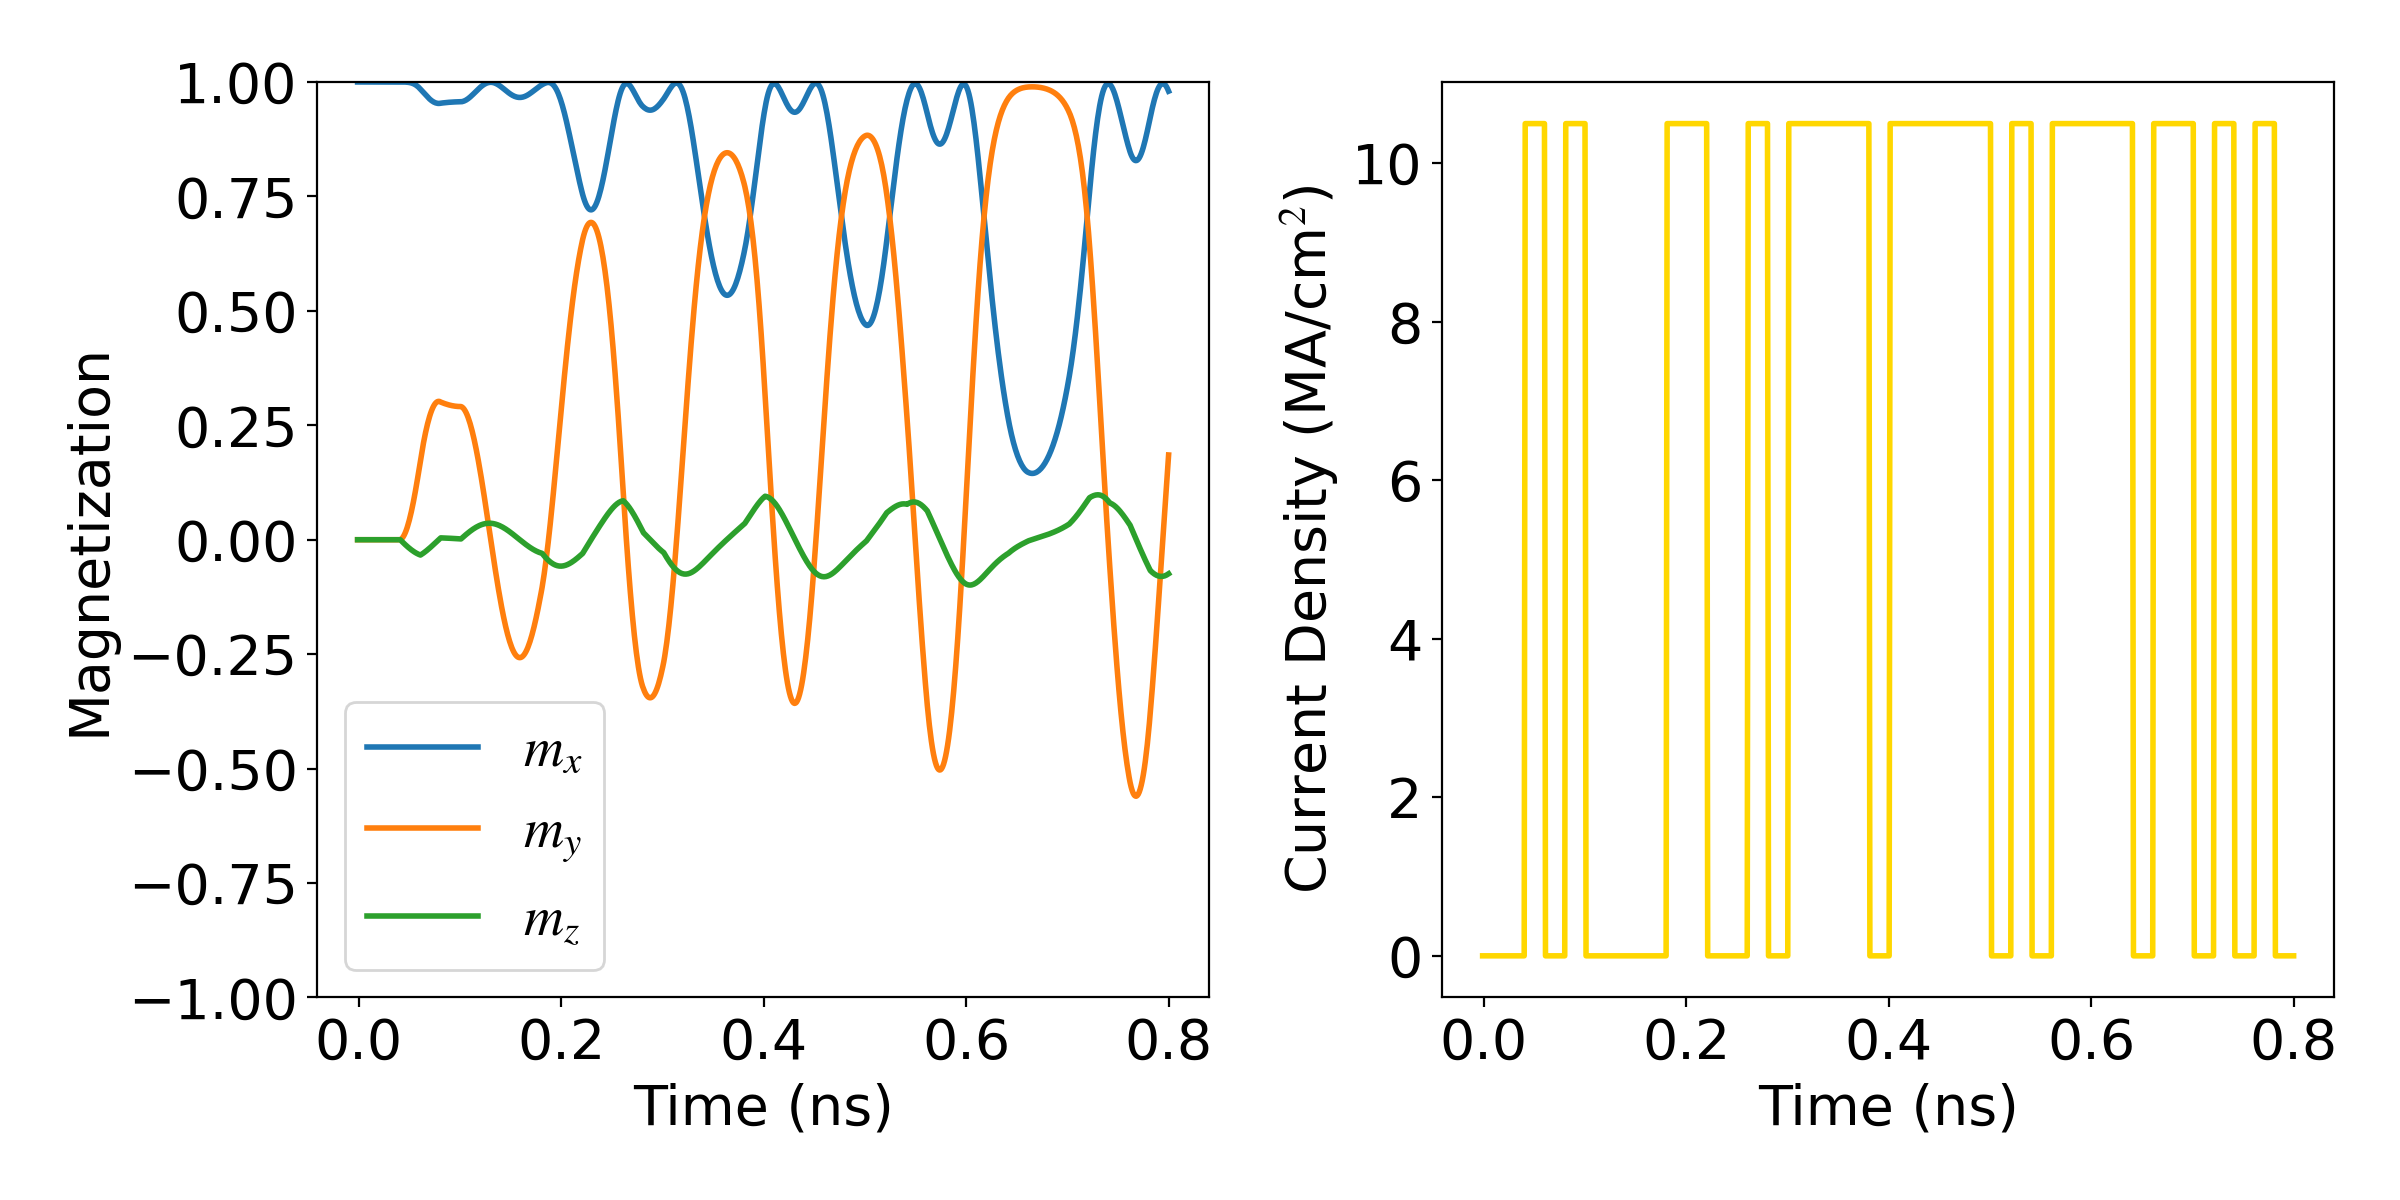 1.00
0.75
0.50
0.25
0.00
−0.25
−0.50
−0.75
−1.00
Magnetization
m_x
m_y
m_z
0.0 0.2 0.4 0.6 0.8
Time (ns)
10
8
6
4
2
0
Current Density (MA/cm²)
0.0 0.2 0.4 0.6 0.8
Time (ns)